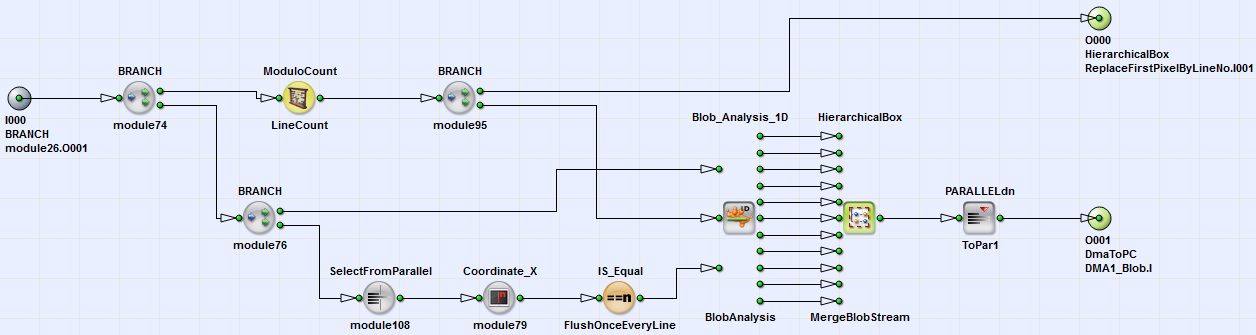 O000
HierarchicalBox
ReplaceFirstPixelByLineNo.I001
BRANCH
module74
ModuloCount
LineCount
BRANCH
module95
I000
BRANCH
module26.O001
Blob_Analysis_1D
HierarchicalBox
BRANCH
module76
PARALLELdn
ToPar1
O001
DmaToPC
DMA1_Blob.I
1D
SelectFromParallel
module108
Coordinate_X
module79
IS_Equal
==n
FlushOnceEveryLine
BlobAnalysis
MergeBlobStream